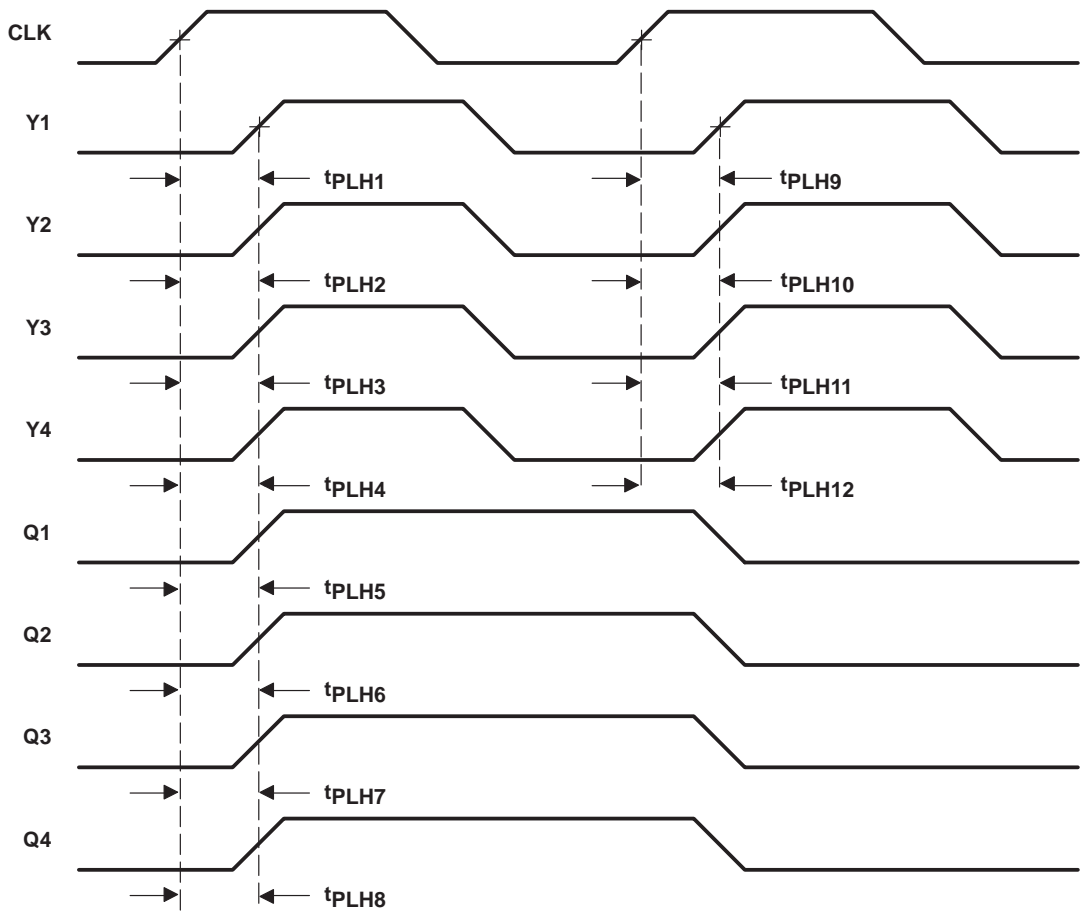 CLK
Y1
tPLH1 tPLH9
Y2
tPLH2 tPLH10
Y3
tPLH3 tPLH11
Y4
tPLH4 tPLH12
Q1
tPLH5
Q2
tPLH6
Q3
tPLH7
Q4
tPLH8